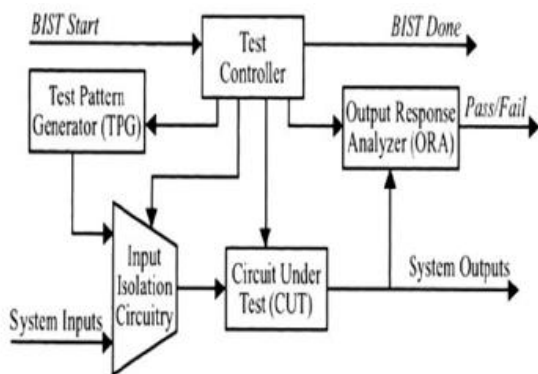 BIST Start
Test
Controller
BIST Done
Test Pattern
Generator (TPG)
Output Response
Analyzer (ORA)
Pass/Fail
Input
Isolation
Circuitry
Circuit Under
Test (CUT)
System Outputs
System Inputs